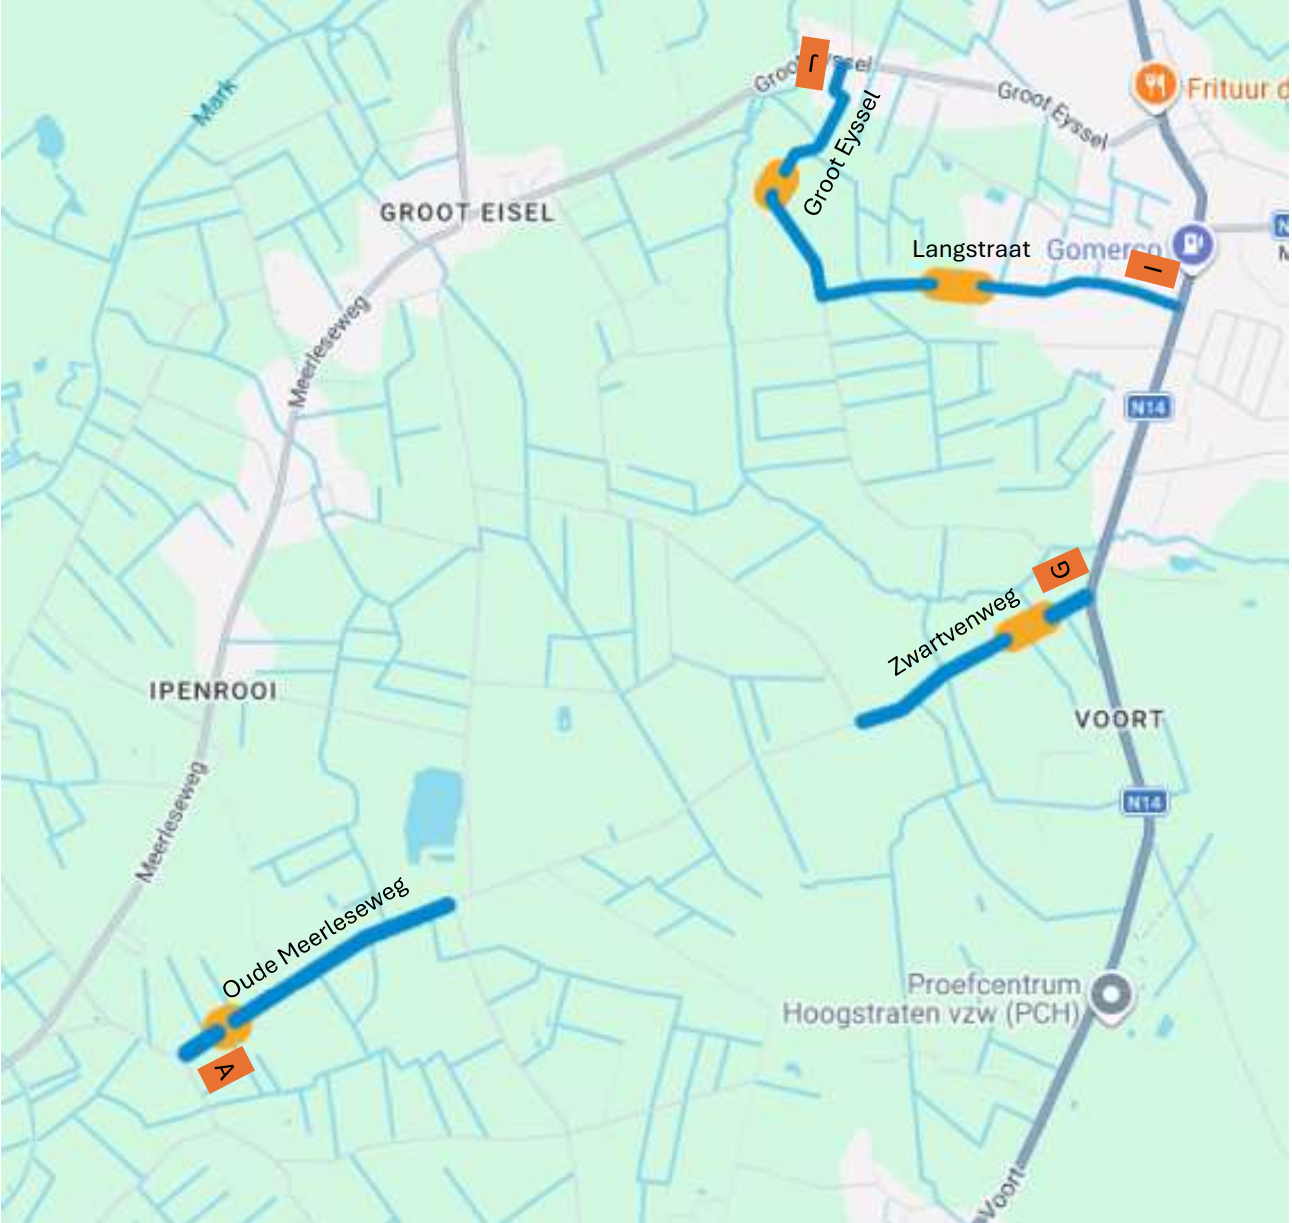 J
Groot Eyssel
Frituur d
Groot Eyssel
Mark
Groot Eyssel
GROOT EISEL
Langstraat
Gomerco
I
N
Meerleseweg
N14
G
Zwartvenweg
IPENROOI
VOORT
Meerleseweg
N14
Oude Meerleseweg
Proefcentrum
Hoogstraten vzw (PCH)
A
Voort